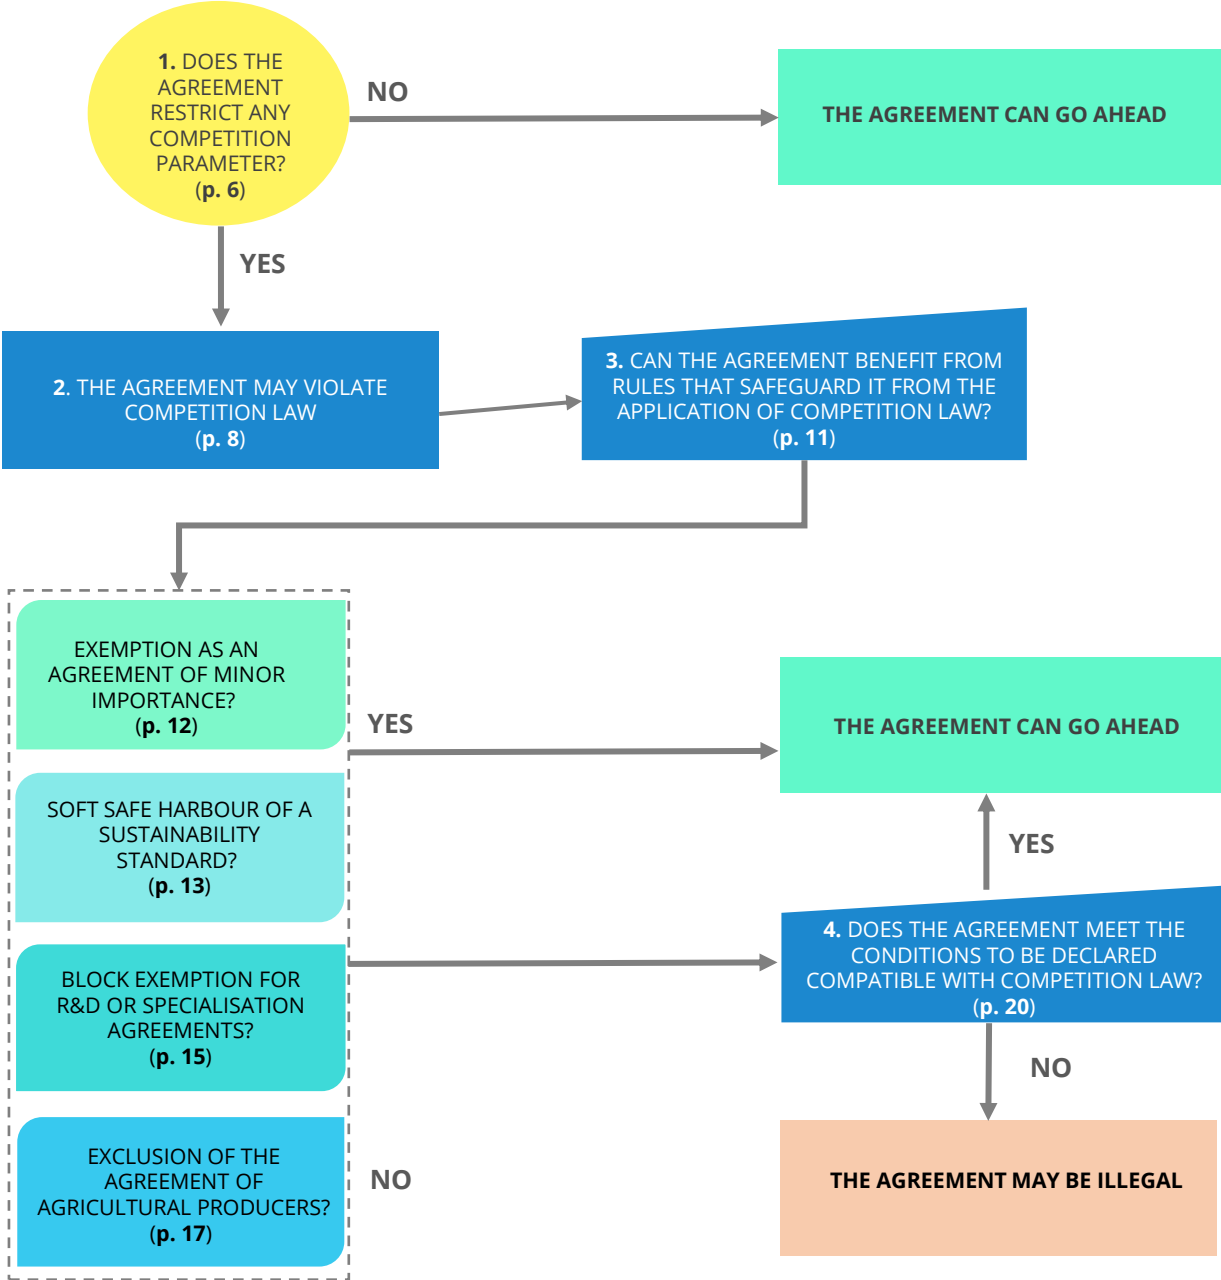 1. DOES THE
AGREEMENT
RESTRICT ANY
COMPETITION
PARAMETER?
(p. 6)
NO
THE AGREEMENT CAN GO AHEAD
YES
2. THE AGREEMENT MAY VIOLATE
COMPETITION LAW
(p. 8)
3. CAN THE AGREEMENT BENEFIT FROM
RULES THAT SAFEGUARD IT FROM THE
APPLICATION OF COMPETITION LAW?
(p. 11)
EXEMPTION AS AN
AGREEMENT OF MINOR
IMPORTANCE?
(p. 12)
YES
THE AGREEMENT CAN GO AHEAD
SOFT SAFE HARBOUR OF A
SUSTAINABILITY
STANDARD?
(p. 13)
YES
BLOCK EXEMPTION FOR
R&D OR SPECIALISATION
AGREEMENTS?
(p. 15)
4. DOES THE AGREEMENT MEET THE
CONDITIONS TO BE DECLARED
COMPATIBLE WITH COMPETITION LAW?
(p. 20)
NO
EXCLUSION OF THE
AGREEMENT OF
AGRICULTURAL PRODUCERS?
(p. 17)
NO
THE AGREEMENT MAY BE ILLEGAL